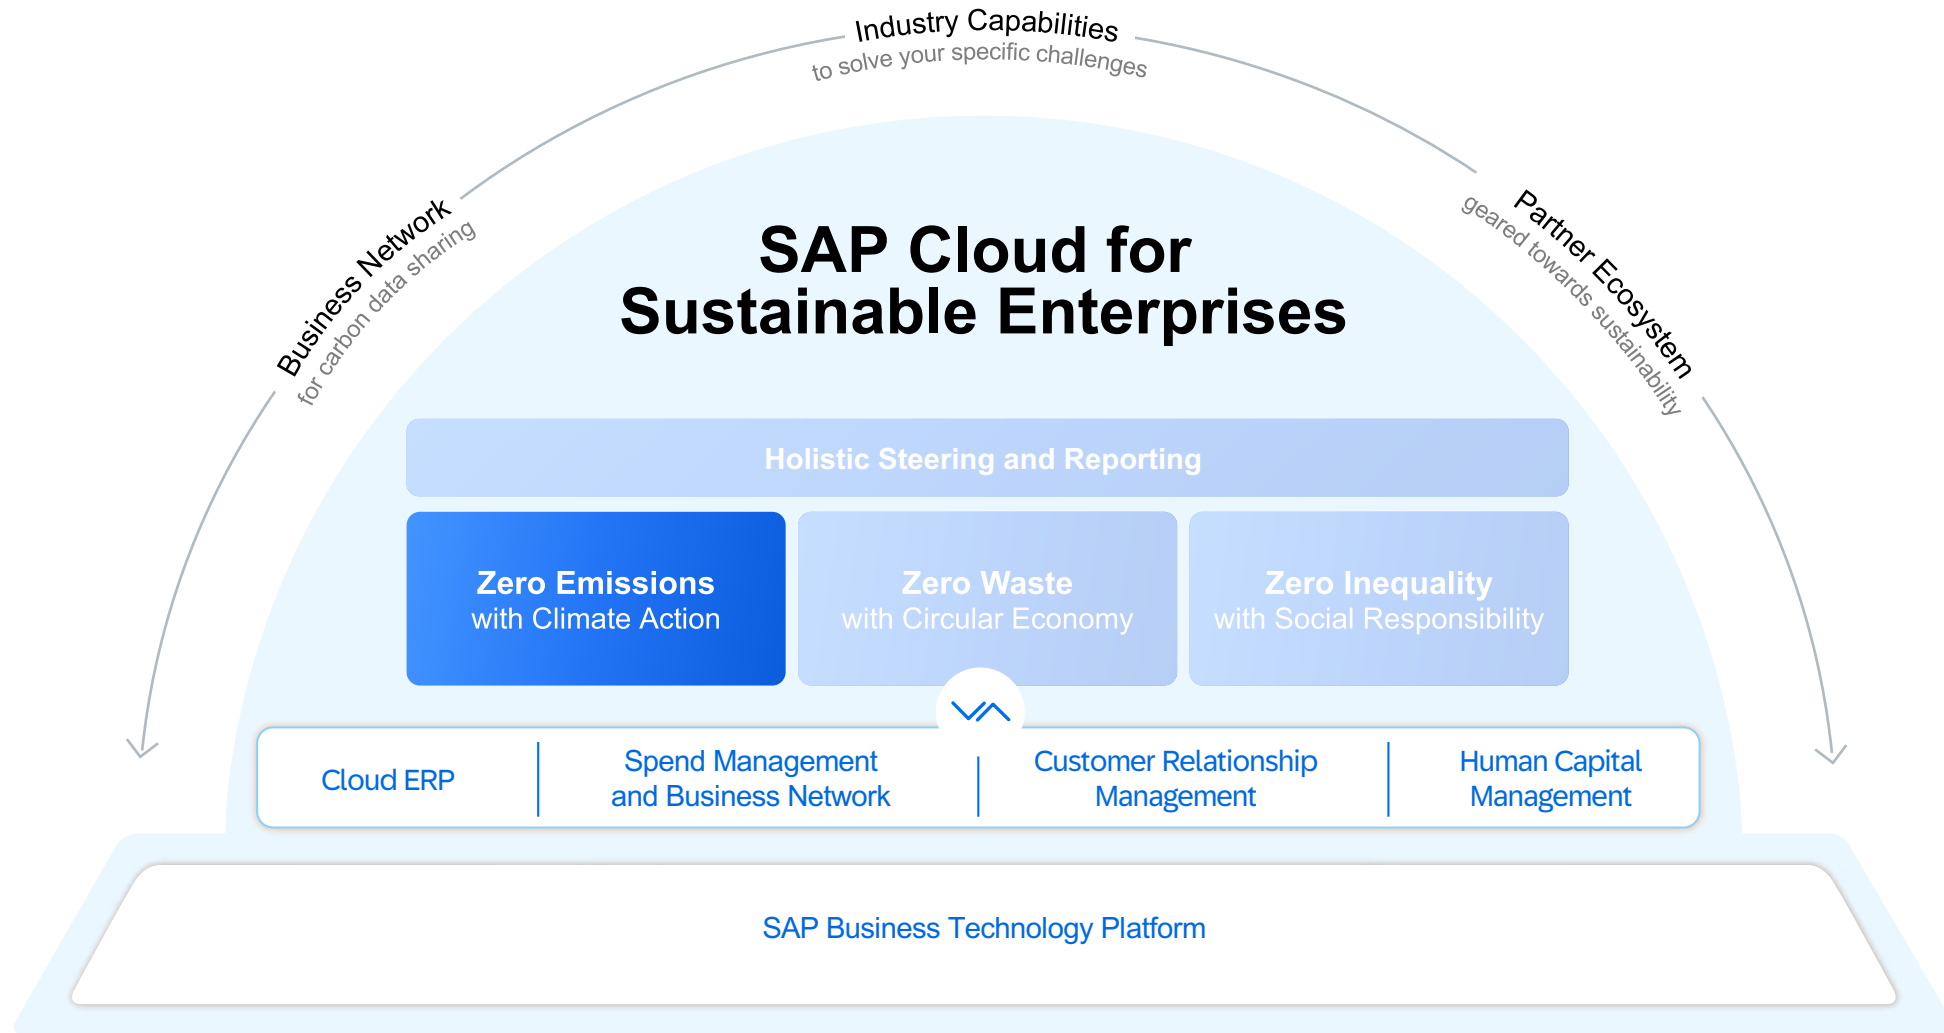 Industry Capabilities
to solve your specific challenges
Business Network
for carbon data sharing
Partner Ecosystem
geared towards sustainability
SAP Cloud for
Sustainable Enterprises
Holistic Steering and Reporting
Zero Emissions
with Climate Action
Zero Waste
with Circular Economy
Zero Inequality
with Social Responsibility
Cloud ERP
Spend Management
and Business Network
Customer Relationship
Management
Human Capital
Management
SAP Business Technology Platform